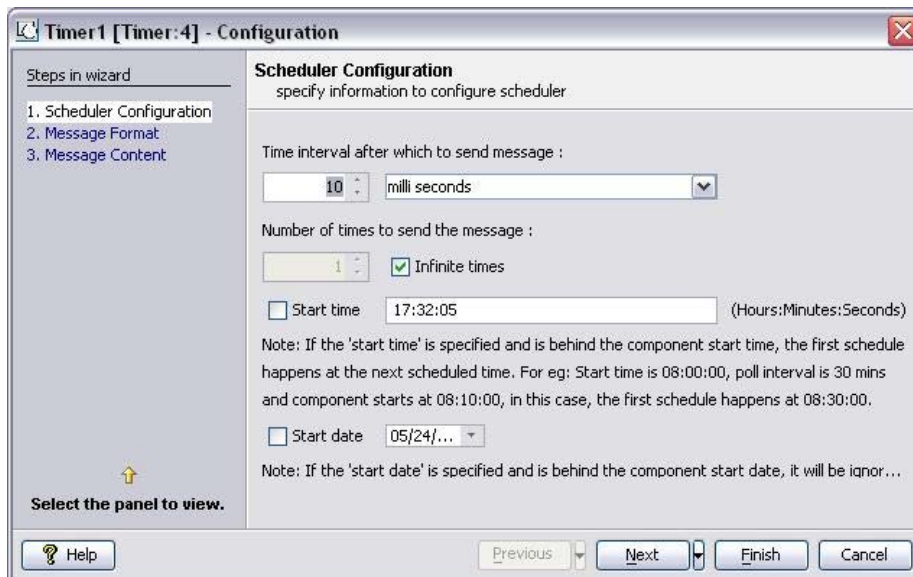 Timer1 [Timer:4] - Configuration
Steps in wizard
1. Scheduler Configuration
2. Message Format
3. Message Content
Select the panel to view.
Scheduler Configuration
specify information to configure scheduler
Time interval after which to send message :
10 milli seconds
Number of times to send the message :
1 Infinite times
Start time 17:32:05 (Hours:Minutes:Seconds)
Note: If the 'start time' is specified and is behind the component start time, the first schedule
happens at the next scheduled time. For eg: Start time is 08:00:00, poll interval is 30 mins
and component starts at 08:10:00, in this case, the first schedule happens at 08:30:00.
Start date 05/24/...
Note: If the 'start date' is specified and is behind the component start date, it will be ignor...
Help Previous Next Finish Cancel